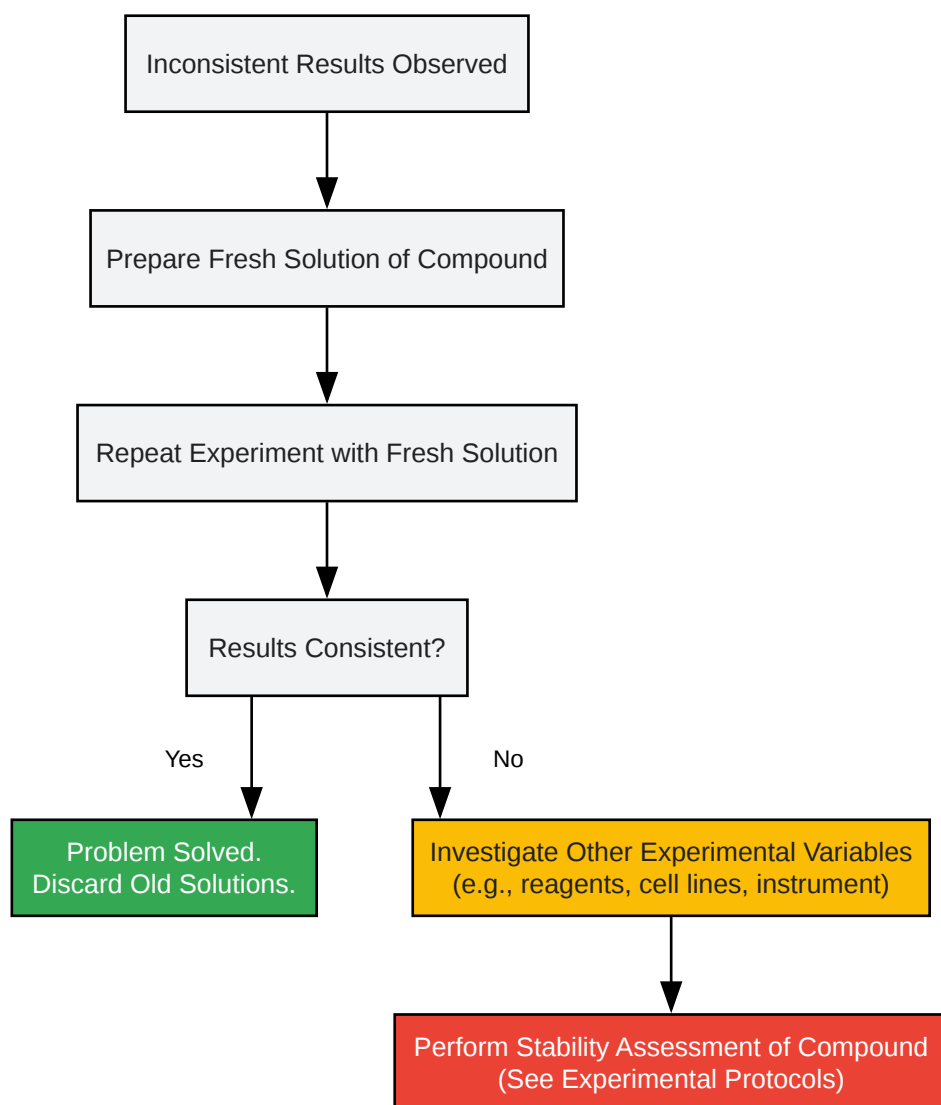 Inconsistent Results Observed
Prepare Fresh Solution of Compound
Repeat Experiment with Fresh Solution
Results Consistent?
Yes
No
Problem Solved.
Discard Old Solutions.
Investigate Other Experimental Variables
(e.g., reagents, cell lines, instrument)
Perform Stability Assessment of Compound
(See Experimental Protocols)